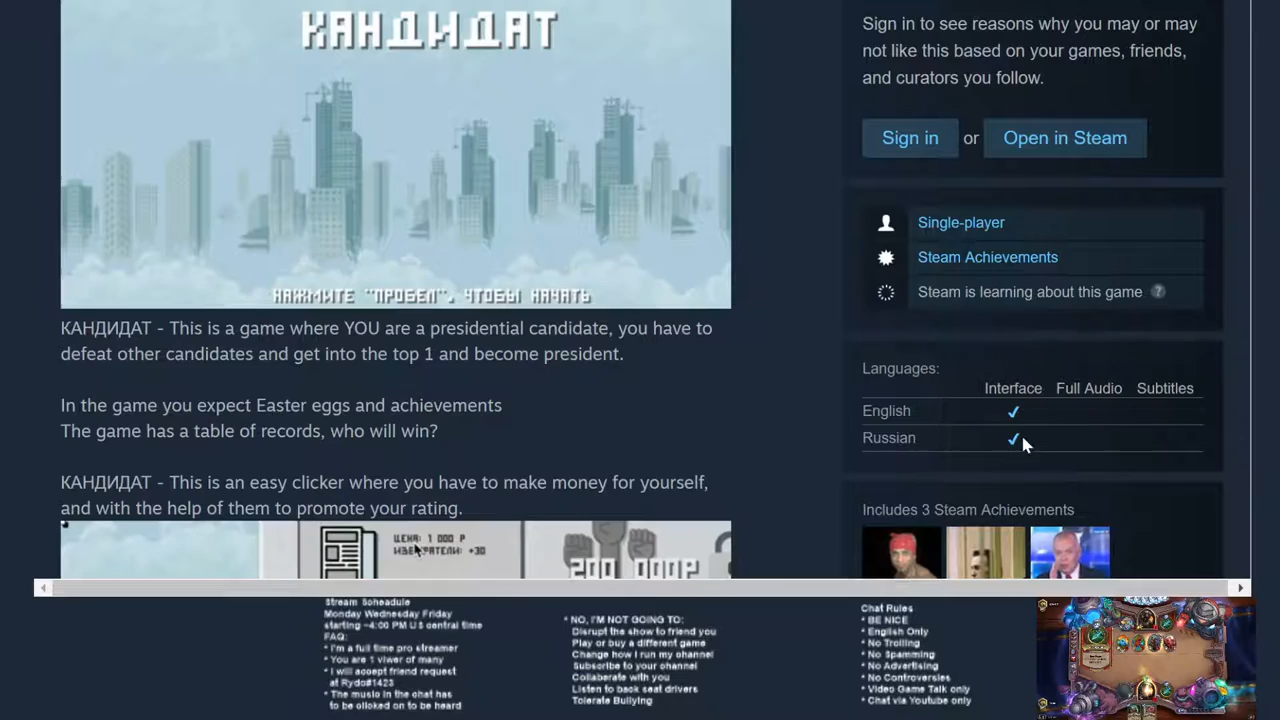 КАНДИДАТ
НАЖМИТЕ "ПРОБЕЛ", ЧТОБЫ НАЧАТЬ
КАНДИДАТ - This is a game where YOU are a presidential candidate, you have to
defeat other candidates and get into the top 1 and become president.
In the game you expect Easter eggs and achievements
The game has a table of records, who will win?
КАНДИДАТ - This is an easy clicker where you have to make money for yourself,
and with the help of them to promote your rating.
ЦЕНА: 1 000 Р
ИЗБИРАТЕЛИ: +30
200 000Р
Sign in to see reasons why you may or may
not like this based on your games, friends,
and curators you follow.
Sign in or Open in Steam
Single-player
Steam Achievements
Steam is learning about this game ?
Languages:
Interface Full Audio Subtitles
English ✓
Russian ✓
Includes 3 Steam Achievements
Stream Scheadule
Monday Wednesday Friday
starting ~4:00 PM US central time
FAQ:
* I'm a full time pro streamer
* You are 1 viwer of many
* I will accept friend request
at Rydo#1423
* The music in the chat has
to be clicked on to be heard
* NO, I'M NOT GOING TO:
Disrupt the show to friend you
Play or buy a different game
Change how I run my channel
Subscribe to your channel
Collaberate with you
Listen to back seat drivers
Tolerate Bullying
Chat Rules
* BE NICE
* English Only
* No Trolling
* No Spamming
* No Advertising
* No Controversies
* Video Game Talk only
* Chat via Youtube only